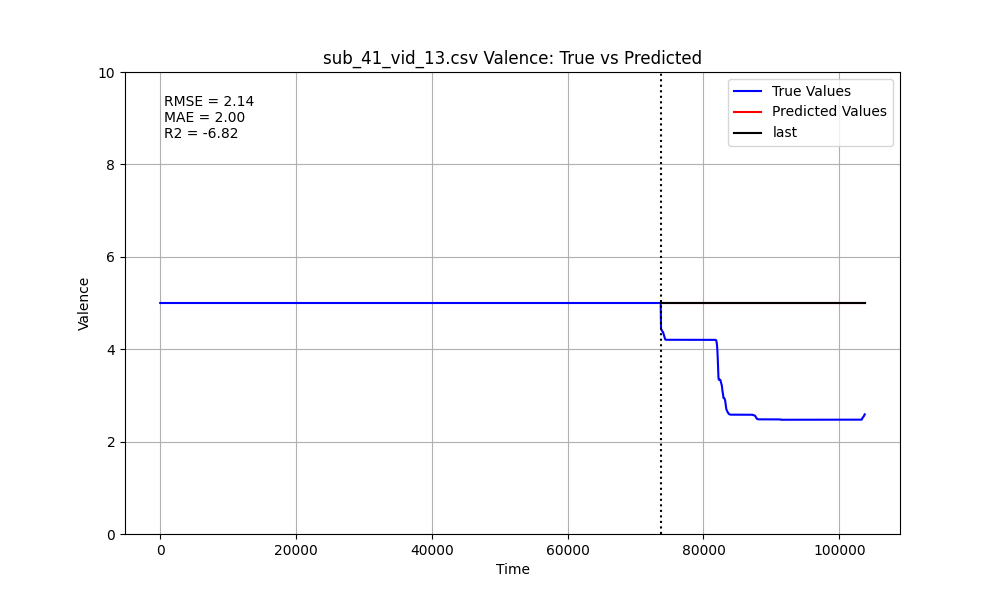 sub_41_vid_13.csv Valence: True vs Predicted
RMSE = 2.14
MAE = 2.00
R2 = -6.82
True Values
Predicted Values
last
Valence
10
8
6
4
2
0
0 20000 40000 60000 80000 100000
Time